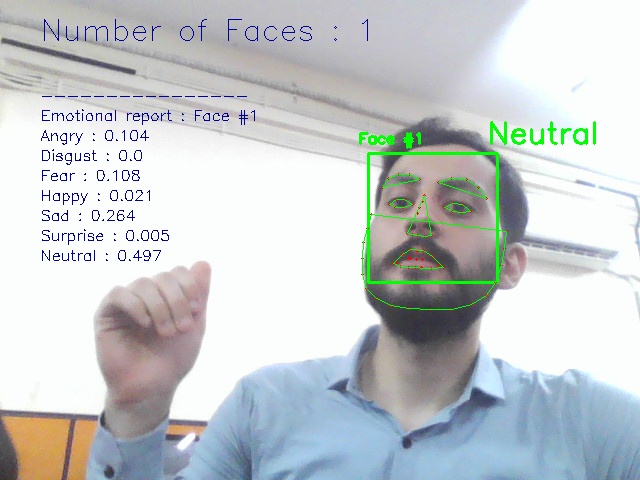 Number of Faces : 1
----------------
Emotional report : Face #1
Angry : 0.104
Disgust : 0.0
Fear : 0.108
Happy : 0.021
Sad : 0.264
Surprise : 0.005
Neutral : 0.497
Face #1
Neutral